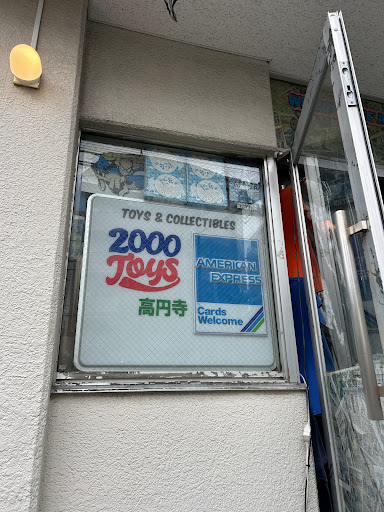 TOYS & COLLECTIBLES
2000
Toys
高円寺
AMERICAN
EXPRESS
Cards
Welcome